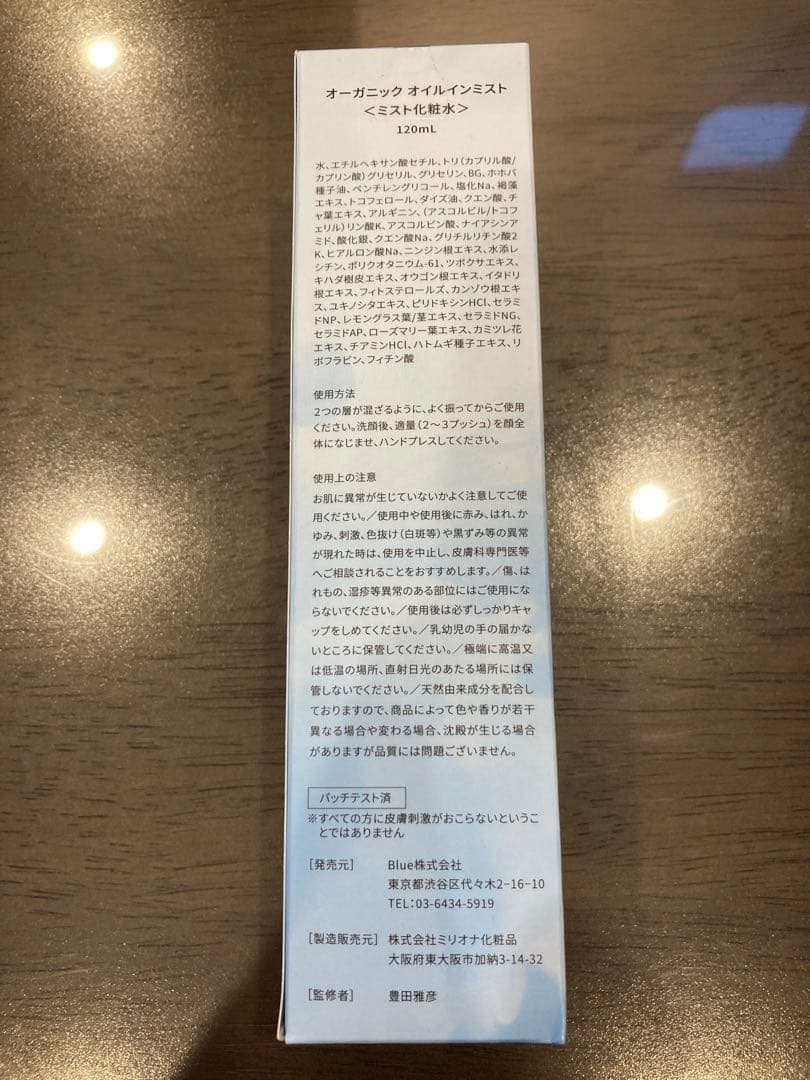 オーガニック オイルインミスト
＜ミスト化粧水＞
120mL
水、エチルヘキサン酸セチル、トリ（カプリル酸/
カプリン酸）グリセリル、グリセリン、BG、ホホバ
種子油、ペンチレングリコール、塩化Na、褐藻
エキス、トコフェロール、ダイズ油、クエン酸、チ
ャ葉エキス、アルギニン、（アスコルビル/トコフ
ェリル）リン酸K、アスコルビン酸、ナイアシンア
ミド、酸化銀、クエン酸Na、グリチルリチン酸2
K、ヒアルロン酸Na、ニンジン根エキス、水添レ
シチン、ポリクオタニウム-61、ツボクサエキス、
キハダ樹皮エキス、オウゴン根エキス、イタドリ
根エキス、フィトステロールズ、カンゾウ根エキ
ス、ユキノシタエキス、ピリドキシンHCl、セラミ
ドNP、レモングラス葉/茎エキス、セラミドNG、
セラミドAP、ローズマリー葉エキス、カミツレ花
エキス、チアミンHCl、ハトムギ種子エキス、リ
ボフラビン、フィチン酸
使用方法
2つの層が混ざるように、よく振ってからご使用
ください。洗顔後、適量（2～3プッシュ）を顔全
体になじませ、ハンドプレスしてください。
使用上の注意
お肌に異常が生じていないかよく注意してご使
用ください。／使用中や使用後に赤み、はれ、か
ゆみ、刺激、色抜け（白斑等）や黒ずみ等の異常
が現れた時は、使用を中止し、皮膚科専門医等
へご相談されることをおすすめします。／傷、は
れもの、湿疹等異常のある部位にはご使用にな
らないでください。／使用後は必ずしっかりキャ
ップをしめてください。／乳幼児の手の届かな
いところに保管してください。／極端に高温又
は低温の場所、直射日光のあたる場所には保
管しないでください。／天然由来成分を配合し
ておりますので、商品によって色や香りが若干
異なる場合や変わる場合、沈殿が生じる場合
がありますが品質には問題ございません。
パッチテスト済
※すべての方に皮膚刺激がおこらないというこ
とではありません
［発売元］ Blue株式会社
東京都渋谷区代々木2-16-10
TEL：03-6434-5919
［製造販売元］ 株式会社ミリオナ化粧品
大阪府東大阪市加納3-14-32
［監修者］ 豊田雅彦